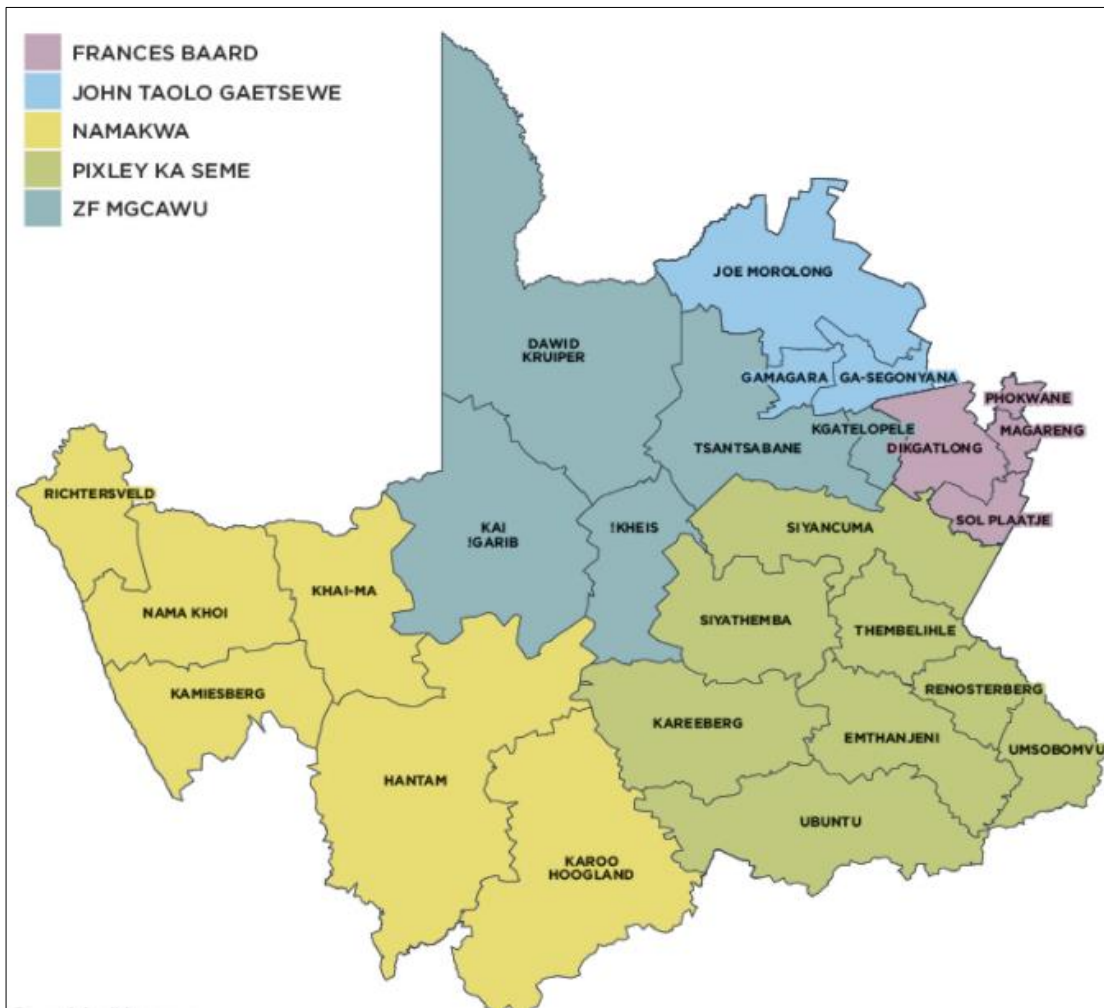 FRANCES BAARD
JOHN TAOLO GAETSEWE
NAMAKWA
PIXLEY KA SEME
ZF MGCAWU
JOE MOROLONG
DAWID
KRUIPER
GAMAGARA
GA-SEGONYANA
PHOKWANE
KGATELOPELE
MAGARENG
TSANTSABANE
DIKGATLONG
RICHTERSVELD
SOL PLAATJE
KAI
!GARIB
!KHEIS
SIYANCUMA
KHAI-MA
NAMA KHOI
SIYATHEMBA
THEMBELIHLE
KAMIESBERG
RENOSTERBERG
KAREEBERG
EMTHANJENI
UMSOBOMVU
HANTAM
UBUNTU
KAROO
HOOGLAND